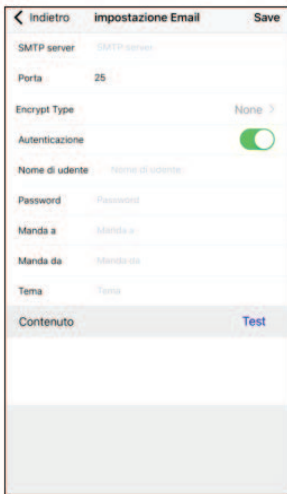 Indietro impostazione Email Save
SMTP server SMTP server
Porta 25
Encrypt Type None
Autenticazione
Nome di udente Nome di udente
Password Password
Manda a Manda a
Manda da Manda da
Tema Tema
Contenuto Test